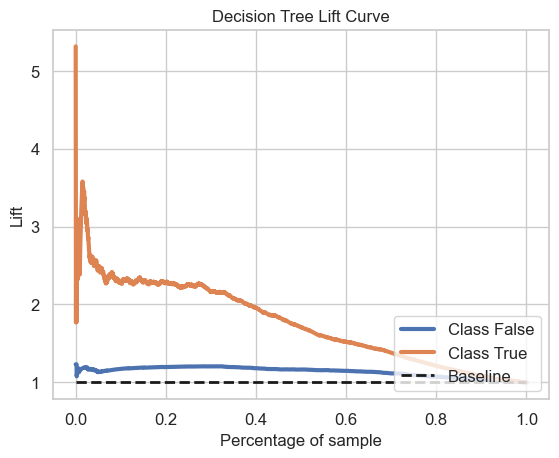 Decision Tree Lift Curve
Lift
5
4
3
2
1
0.0 0.2 0.4 0.6 0.8 1.0
Percentage of sample
Class False
Class True
Baseline